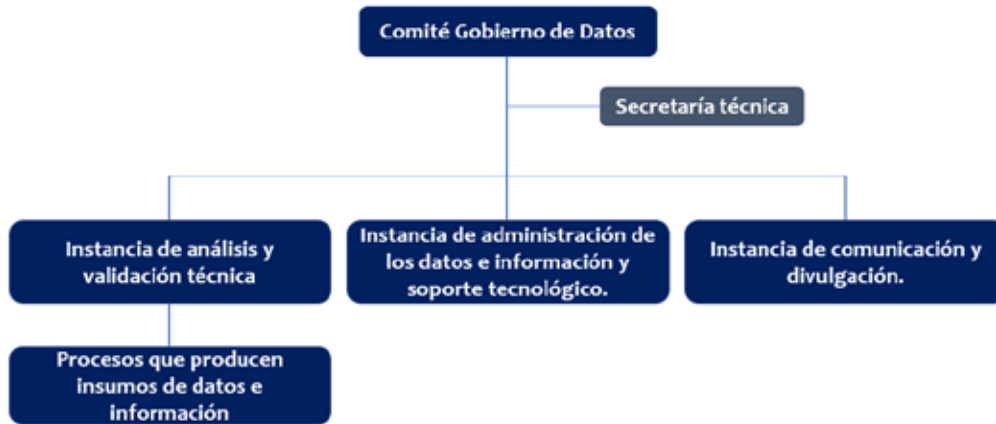 Comité Gobierno de Datos
Secretaría técnica
Instancia de análisis y
validación técnica
Instancia de administración de
los datos e información y
soporte tecnológico.
Instancia de comunicación y
divulgación.
Procesos que producen
insumos de datos e
información